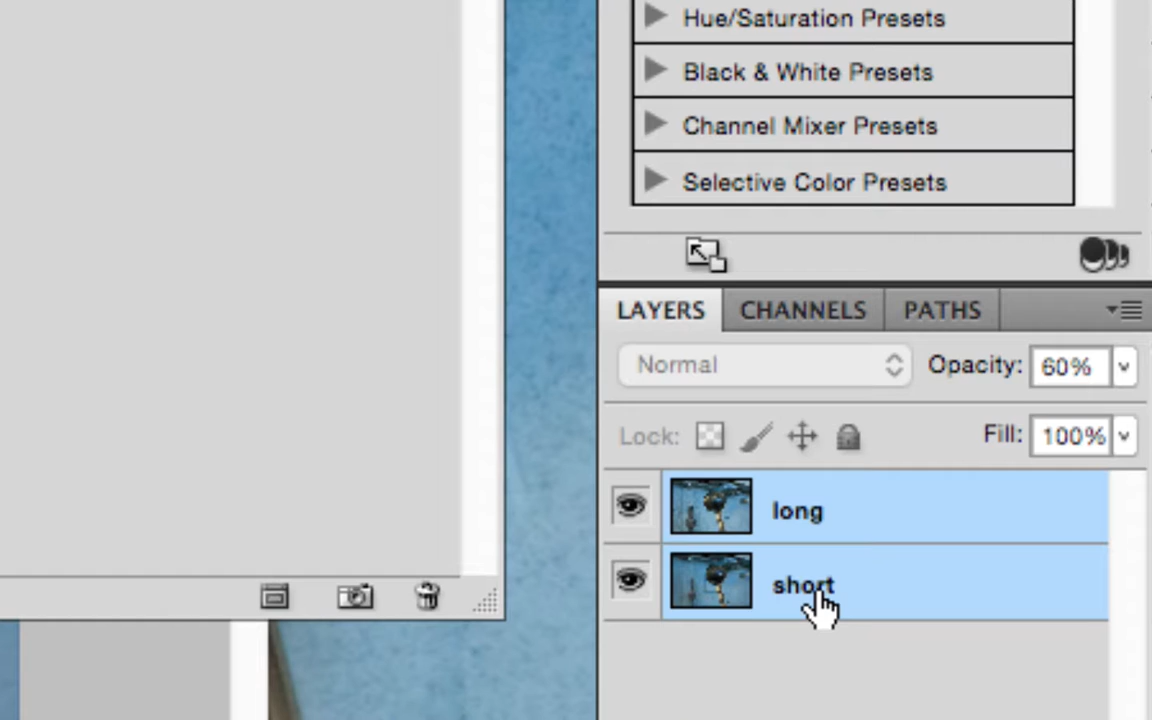 Hue/Saturation Presets
Black & White Presets
Channel Mixer Presets
Selective Color Presets
LAYERS CHANNELS PATHS
Normal Opacity: 60%
Lock: Fill: 100%
long
short